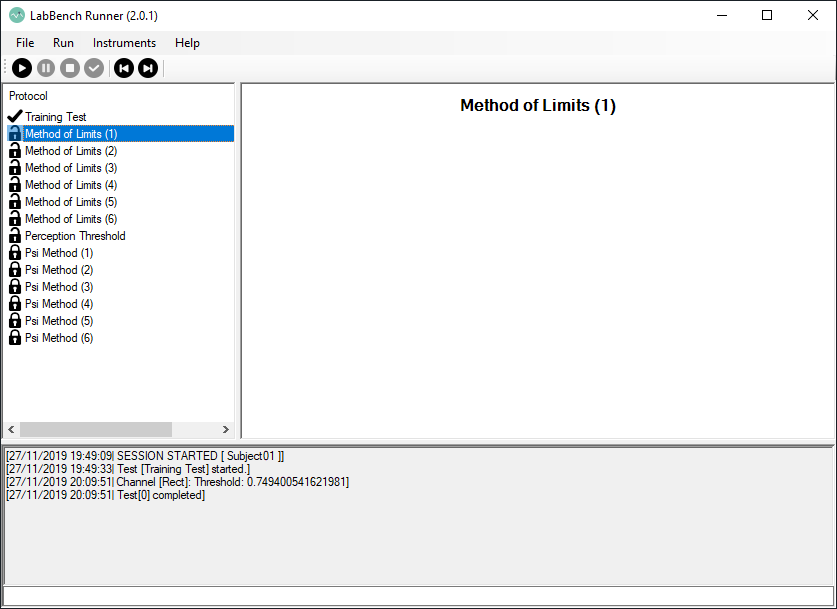 LabBench Runner (2.0.1)
File Run Instruments Help
Protocol
Training Test
Method of Limits (1)
Method of Limits (2)
Method of Limits (3)
Method of Limits (4)
Method of Limits (5)
Method of Limits (6)
Perception Threshold
Psi Method (1)
Psi Method (2)
Psi Method (3)
Psi Method (4)
Psi Method (5)
Psi Method (6)
Method of Limits (1)
[27/11/2019 19:49:09| SESSION STARTED [ Subject01 ]]
[27/11/2019 19:49:33| Test [Training Test] started.]
[27/11/2019 20:09:51| Channel [Rect]: Threshold: 0.749400541621981]
[27/11/2019 20:09:51| Test[0] completed]